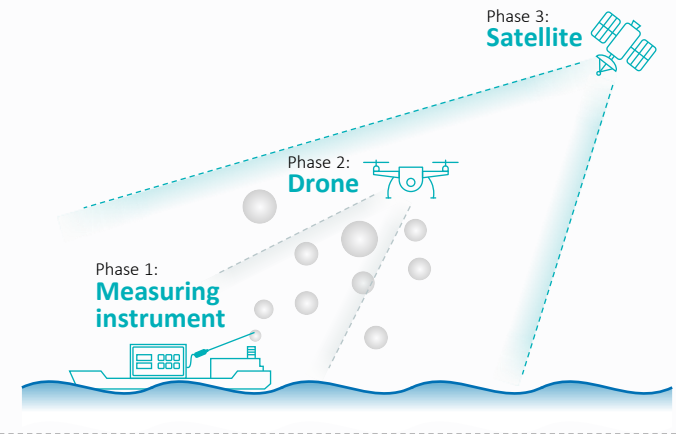 Phase 3:
Satellite
Phase 2:
Drone
Phase 1:
Measuring
instrument